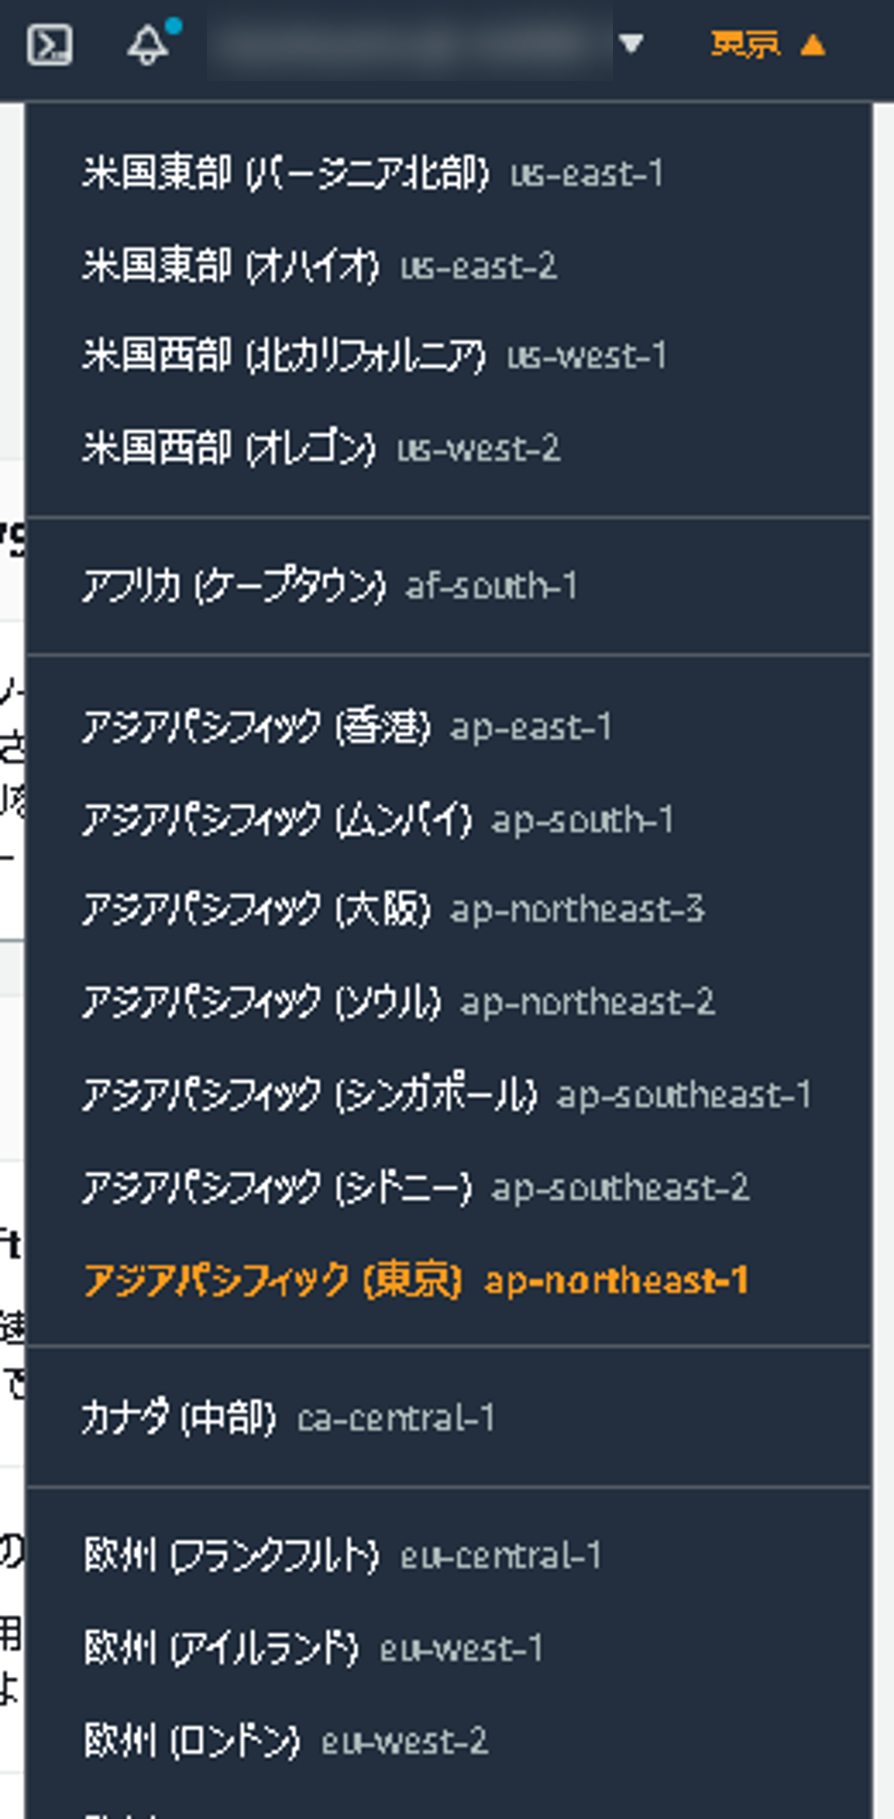 東京 ▲
米国東部 (バージニア北部) us-east-1
米国東部 (オハイオ) us-east-2
米国西部 (北カリフォルニア) us-west-1
米国西部 (オレゴン) us-west-2
アフリカ (ケープタウン) af-south-1
アジアパシフィック (香港) ap-east-1
アジアパシフィック (ムンバイ) ap-south-1
アジアパシフィック (大阪) ap-northeast-3
アジアパシフィック (ソウル) ap-northeast-2
アジアパシフィック (シンガポール) ap-southeast-1
アジアパシフィック (シドニー) ap-southeast-2
アジアパシフィック (東京) ap-northeast-1
カナダ (中部) ca-central-1
欧州 (フランクフルト) eu-central-1
欧州 (アイルランド) eu-west-1
欧州 (ロンドン) eu-west-2